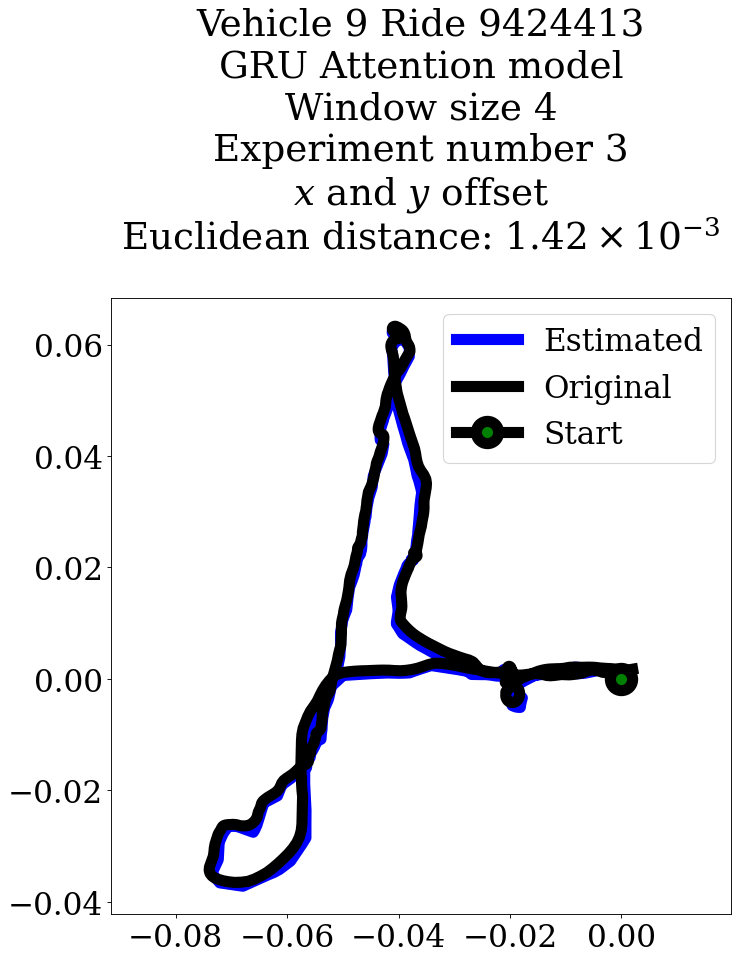 Vehicle 9 Ride 9424413
GRU Attention model
Window size 4
Experiment number 3
x and y offset
Euclidean distance: 1.42 × 10⁻³
Estimated
Original
Start
0.06
0.04
0.02
0.00
−0.02
−0.04
−0.08 −0.06 −0.04 −0.02 0.00